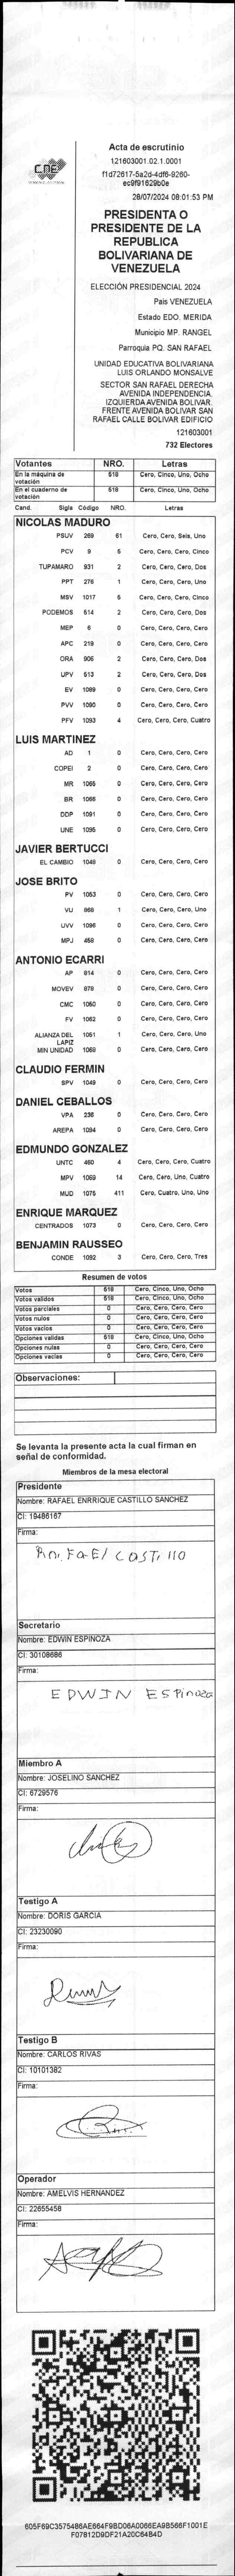 CNE
Acta de escrutinio
121603001.02.1.0001
f1d72617-5a2d-4df6-9260-
ec9f91629b0e
28/07/2024 08:01:53 PM
PRESIDENTA O
PRESIDENTE DE LA
REPUBLICA
BOLIVARIANA DE
VENEZUELA
ELECCIÓN PRESIDENCIAL 2024
Pais VENEZUELA
Estado EDO. MERIDA
Municipio MP. RANGEL
Parroquia PQ. SAN RAFAEL
UNIDAD EDUCATIVA BOLIVARIANA
LUIS ORLANDO MONSALVE
SECTOR SAN RAFAEL DERECHA
AVENIDA INDEPENDENCIA.
IZQUIERDA AVENIDA BOLIVAR.
FRENTE AVENIDA BOLIVAR SAN
RAFAEL CALLE BOLIVAR EDIFICIO
121603001
732 Electores
Votantes NRO. Letras
En la máquina de votación 518 Cero, Cinco, Uno, Ocho
En el cuaderno de votación 518 Cero, Cinco, Uno, Ocho
Cand. Sigla Código NRO. Letras
NICOLAS MADURO
PSUV 269 61 Cero, Cero, Seis, Uno
PCV 9 5 Cero, Cero, Cero, Cinco
TUPAMARO 931 2 Cero, Cero, Cero, Dos
PPT 276 1 Cero, Cero, Cero, Uno
MSV 1017 5 Cero, Cero, Cero, Cinco
PODEMOS 514 2 Cero, Cero, Cero, Dos
MEP 6 0 Cero, Cero, Cero, Cero
APC 219 0 Cero, Cero, Cero, Cero
ORA 906 2 Cero, Cero, Cero, Dos
UPV 513 2 Cero, Cero, Cero, Dos
EV 1089 0 Cero, Cero, Cero, Cero
PVV 1090 0 Cero, Cero, Cero, Cero
PFV 1093 4 Cero, Cero, Cero, Cuatro
LUIS MARTINEZ
AD 1 0 Cero, Cero, Cero, Cero
COPEI 2 0 Cero, Cero, Cero, Cero
MR 1065 0 Cero, Cero, Cero, Cero
BR 1066 0 Cero, Cero, Cero, Cero
DDP 1091 0 Cero, Cero, Cero, Cero
UNE 1095 0 Cero, Cero, Cero, Cero
JAVIER BERTUCCI
EL CAMBIO 1048 0 Cero, Cero, Cero, Cero
JOSE BRITO
PV 1053 0 Cero, Cero, Cero, Cero
VU 868 1 Cero, Cero, Cero, Uno
UVV 1096 0 Cero, Cero, Cero, Cero
MPJ 458 0 Cero, Cero, Cero, Cero
ANTONIO ECARRI
AP 814 0 Cero, Cero, Cero, Cero
MOVEV 878 0 Cero, Cero, Cero, Cero
CMC 1050 0 Cero, Cero, Cero, Cero
FV 1062 0 Cero, Cero, Cero, Cero
ALIANZA DEL LAPIZ 1051 1 Cero, Cero, Cero, Uno
MIN UNIDAD 1068 0 Cero, Cero, Cero, Cero
CLAUDIO FERMIN
SPV 1049 0 Cero, Cero, Cero, Cero
DANIEL CEBALLOS
VPA 236 0 Cero, Cero, Cero, Cero
AREPA 1094 0 Cero, Cero, Cero, Cero
EDMUNDO GONZALEZ
UNTC 460 4 Cero, Cero, Cero, Cuatro
MPV 1069 14 Cero, Cero, Uno, Cuatro
MUD 1075 411 Cero, Cuatro, Uno, Uno
ENRIQUE MARQUEZ
CENTRADOS 1073 0 Cero, Cero, Cero, Cero
BENJAMIN RAUSSEO
CONDE 1092 3 Cero, Cero, Cero, Tres
Resumen de votos
Votos 518 Cero, Cinco, Uno, Ocho
Votos validos 518 Cero, Cinco, Uno, Ocho
Votos parciales 0 Cero, Cero, Cero, Cero
Votos nulos 0 Cero, Cero, Cero, Cero
Votos vacios 0 Cero, Cero, Cero, Cero
Opciones validas 518 Cero, Cinco, Uno, Ocho
Opciones nulas 0 Cero, Cero, Cero, Cero
Opciones vacias 0 Cero, Cero, Cero, Cero
Observaciones:
Se levanta la presente acta la cual firman en
señal de conformidad.
Miembros de la mesa electoral
Presidente
Nombre: RAFAEL ENRRIQUE CASTILLO SANCHEZ
CI: 19486167
Firma:
CASTIllO
Secretario
Nombre: EDWIN ESPINOZA
CI: 30108686
Firma:
EDWIN ESPinoza
Miembro A
Nombre: JOSELINO SANCHEZ
CI: 6729576
Firma:
Testigo A
Nombre: DORIS GARCIA
CI: 23230090
Firma:
Testigo B
Nombre: CARLOS RIVAS
CI: 10101382
Firma:
Operador
Nombre: AMELVIS HERNANDEZ
CI: 22655458
Firma:
605F69C3575486AE664F9BD06A0066EA9B566F1001E
F07812D9DF21A20C64B4D